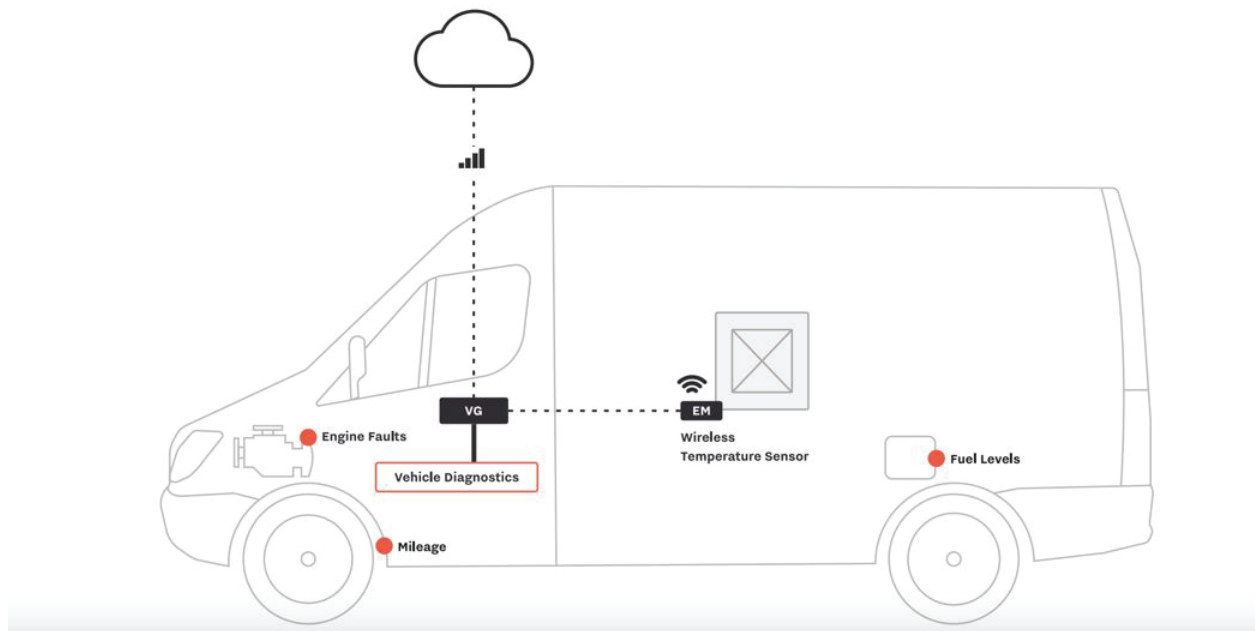 VG
EM
Wireless
Temperature Sensor
Engine Faults
Vehicle Diagnostics
Fuel Levels
Mileage